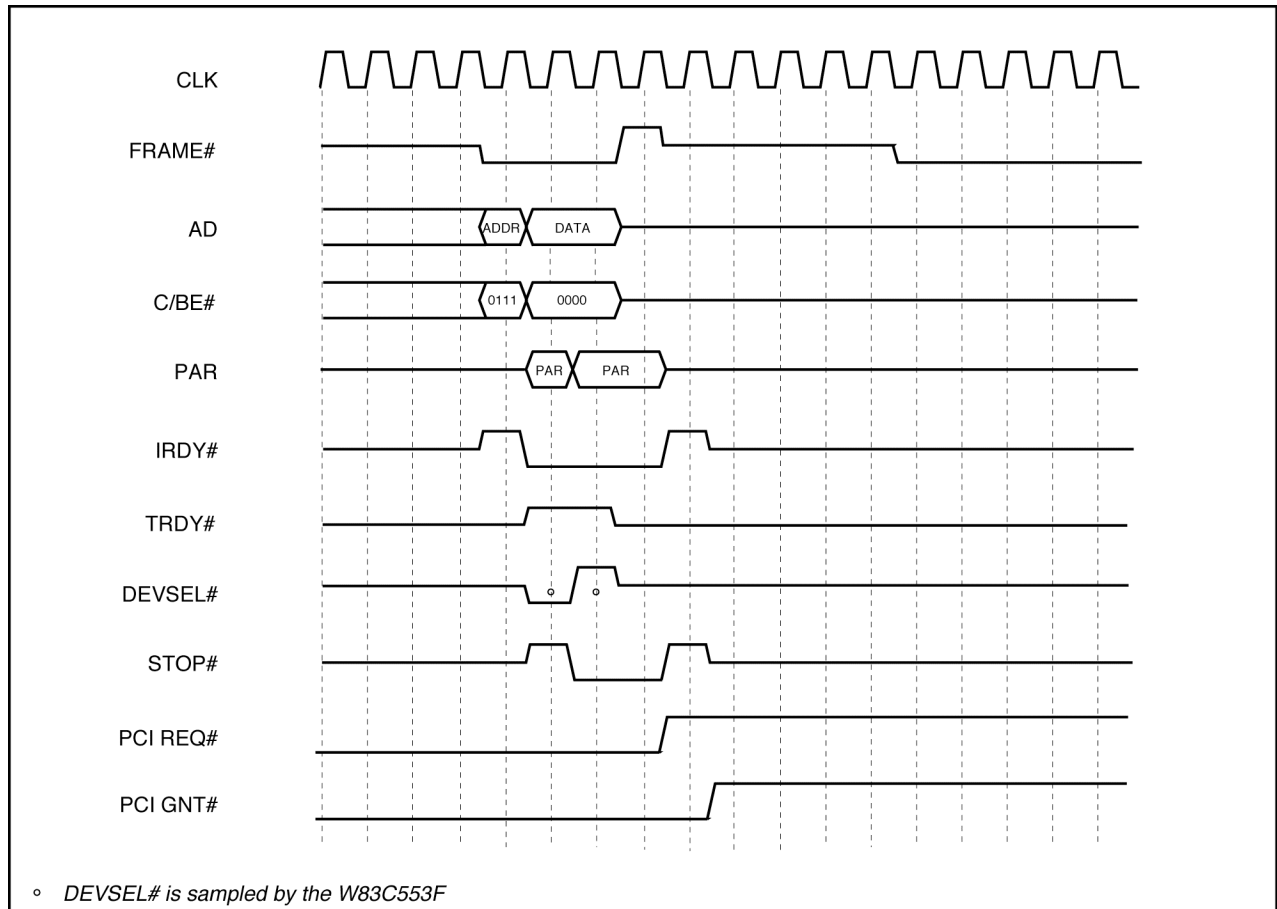 CLK
FRAME#
AD
ADDR DATA
C/BE#
0111 0000
PAR
PAR PAR
IRDY#
TRDY#
DEVSEL#
STOP#
PCI REQ#
PCI GNT#
° DEVSEL# is sampled by the W83C553F